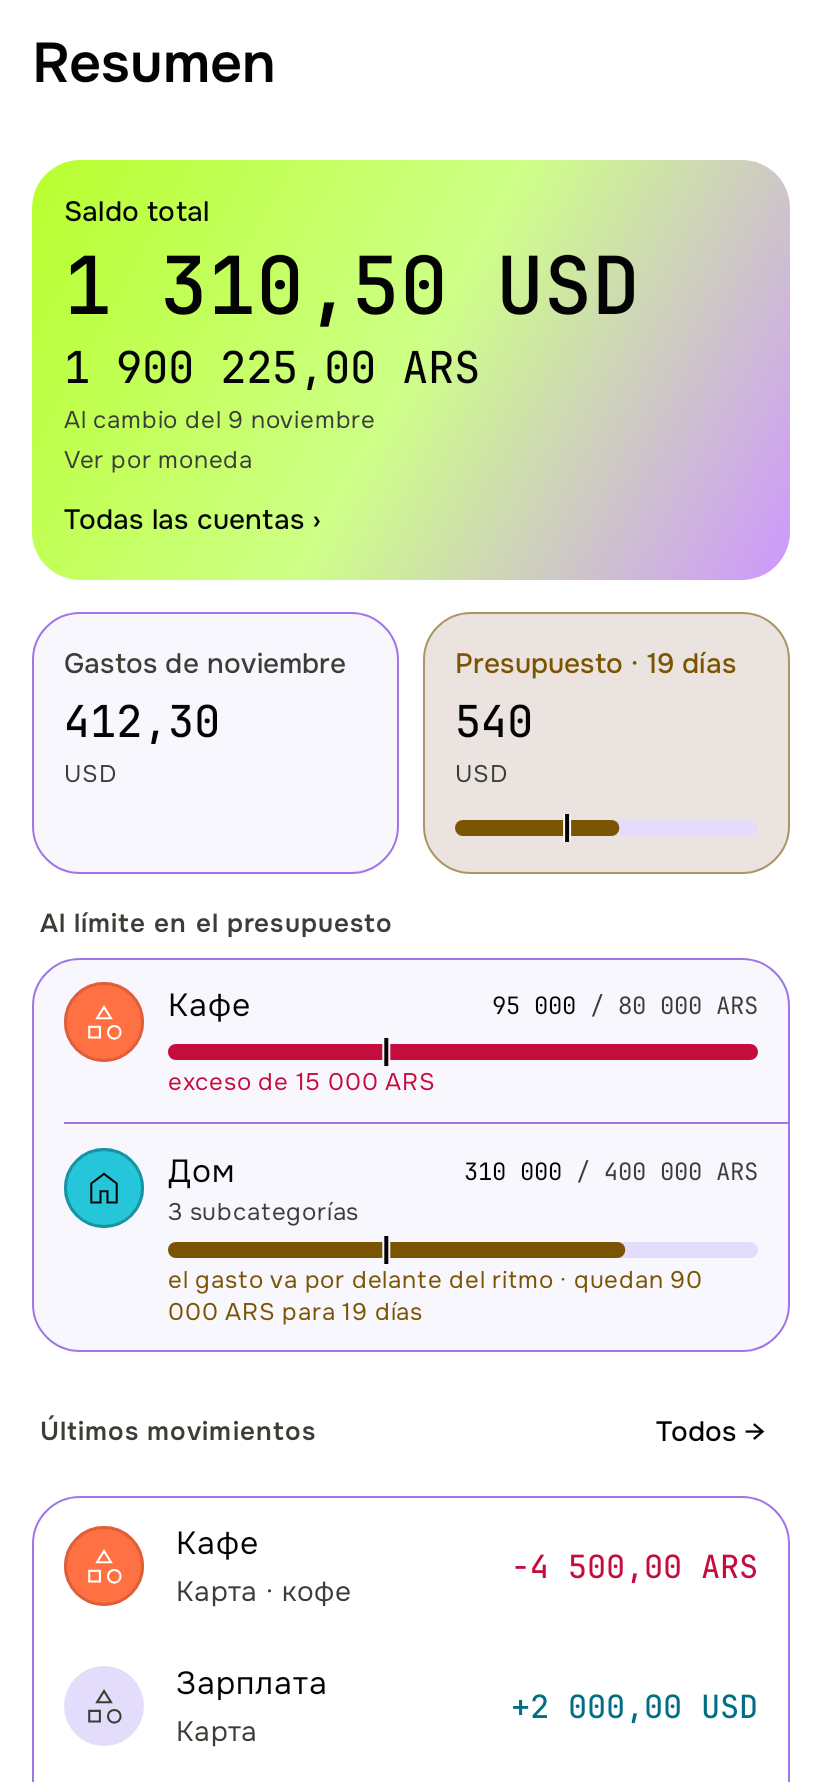 Resumen
Saldo total
1 310,50 USD
1 900 225,00 ARS
Al cambio del 9 noviembre
Ver por moneda
Todas las cuentas ›
Gastos de noviembre
412,30
USD
Presupuesto · 19 días
540
USD
Al límite en el presupuesto
Кафе 95 000 / 80 000 ARS
exceso de 15 000 ARS
Дом 310 000 / 400 000 ARS
3 subcategorías
el gasto va por delante del ritmo · quedan 90
000 ARS para 19 días
Últimos movimientos Todos →
Кафе
Карта · кофе
-4 500,00 ARS
Зарплата
Карта
+2 000,00 USD